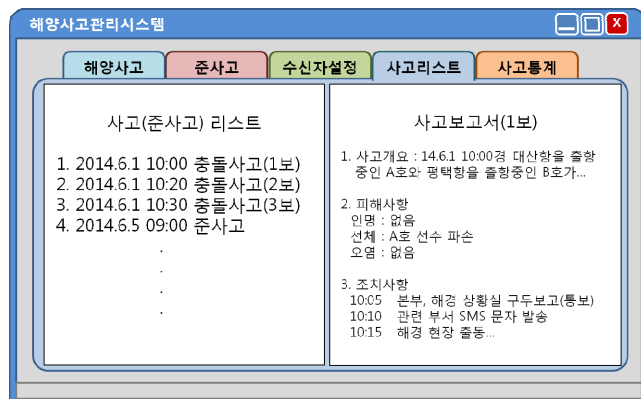 해양사고관리시스템
X
해양사고
준사고
수신자설정
사고리스트
사고통계
사고(준사고) 리스트
1. 2014.6.1 10:00 충돌사고(1보)
2. 2014.6.1 10:20 충돌사고(2보)
3. 2014.6.1 10:30 충돌사고(3보)
4. 2014.6.5 09:00 준사고
.
.
.
.
사고보고서(1보)
1. 사고개요 : 14.6.1 10:00경 대산항을 출항
중인 A호와 평택항을 출항중인 B호가...
2. 피해사항
인명 : 없음
선체 : A호 선수 파손
오염 : 없음
3. 조치사항
10:05 본부, 해경 상황실 구두보고(통보)
10:10 관련 부서 SMS 문자 발송
10:15 해경 현장 출동...